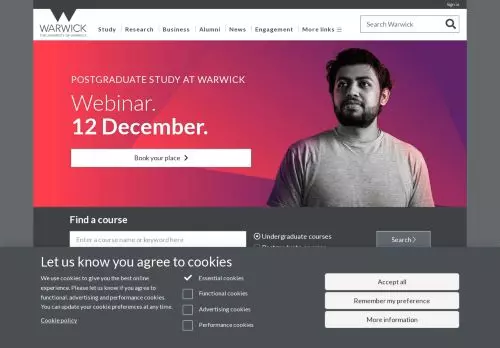 Sign in
WARWICK
THE UNIVERSITY OF WARWICK
Study Research Business Alumni News Engagement More links
Search Warwick
POSTGRADUATE STUDY AT WARWICK
Webinar.
12 December.
Book your place
Find a course
Enter a course name or keyword here
Undergraduate courses
Postgraduate courses
Search
Let us know you agree to cookies
We use cookies to give you the best online
experience. Please let us know if you agree to
functional, advertising and performance cookies.
You can update your cookie preferences at any time.
Cookie policy
Essential cookies
Functional cookies
Advertising cookies
Performance cookies
Accept all
Remember my preference
More information